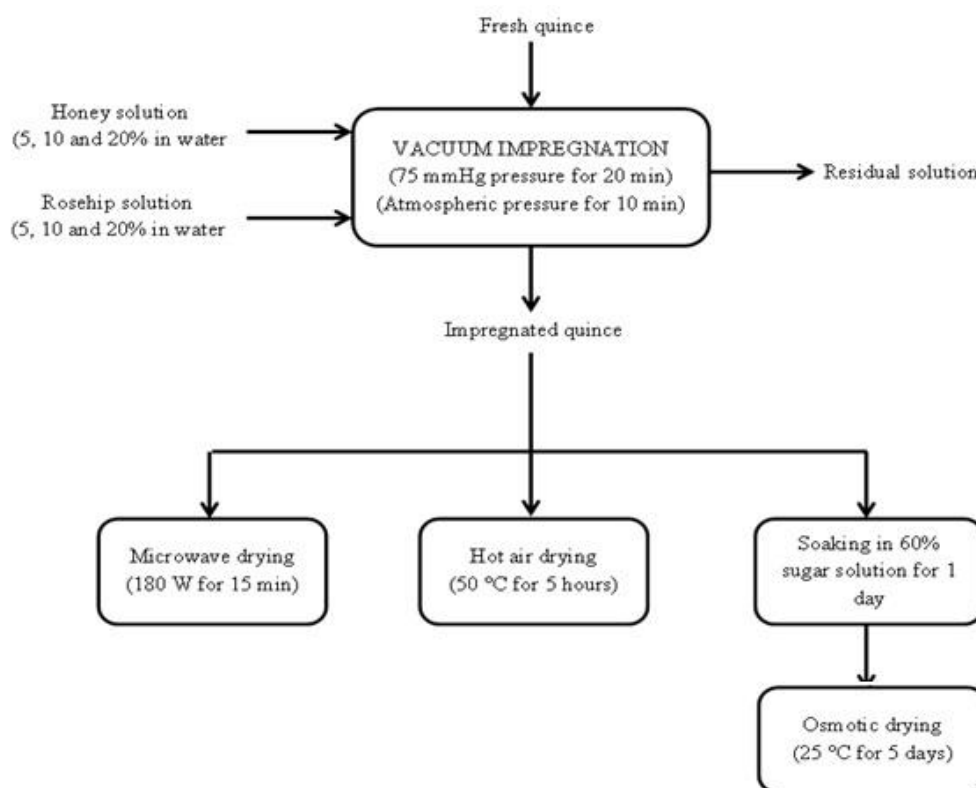 Fresh quince
Honey solution
(5, 10 and 20% in water
Rosehip solution
(5, 10 and 20% in water
VACUUM IMPREGNATION
(75 mmHg pressure for 20 min)
(Atmospheric pressure for 10 min)
Residual solution
Impregnated quince
Microwave drying
(180 W for 15 min)
Hot air drying
(50 °C for 5 hours)
Soaking in 60%
sugar solution for 1
day
Osmotic drying
(25 °C for 5 days)